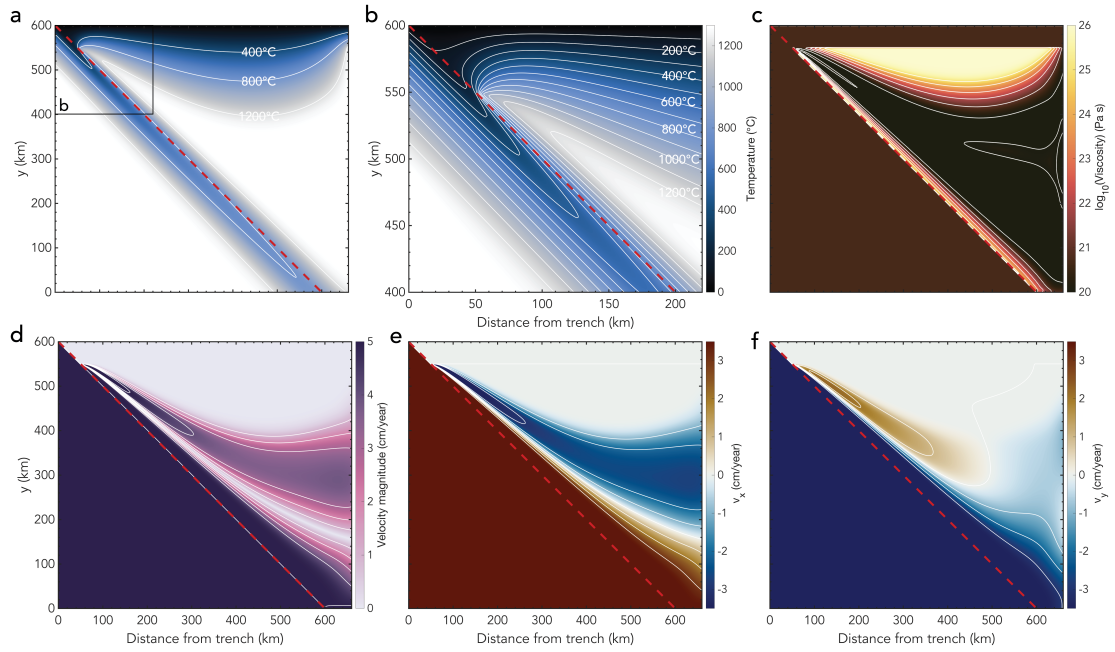 a
b
c
600
500
400
300
200
100
0
y (km)
400°C
800°C
1200°C
b
600
550
500
450
400
y (km)
200°C
400°C
600°C
800°C
1000°C
1200°C
0
50
100
150
200
Distance from trench (km)
1200
1000
800
600
400
200
0
Temperature (°C)
26
25
24
23
22
21
20
log10(Viscosity) (Pa s)
d
e
f
600
500
400
300
200
100
0
y (km)
0
100
200
300
400
500
600
Distance from trench (km)
5
4
3
2
1
0
Velocity magnitude (cm/year)
0
100
200
300
400
500
600
Distance from trench (km)
3
2
1
0
-1
-2
-3
vx (cm/year)
0
100
200
300
400
500
600
Distance from trench (km)
3
2
1
0
-1
-2
-3
vy (cm/year)